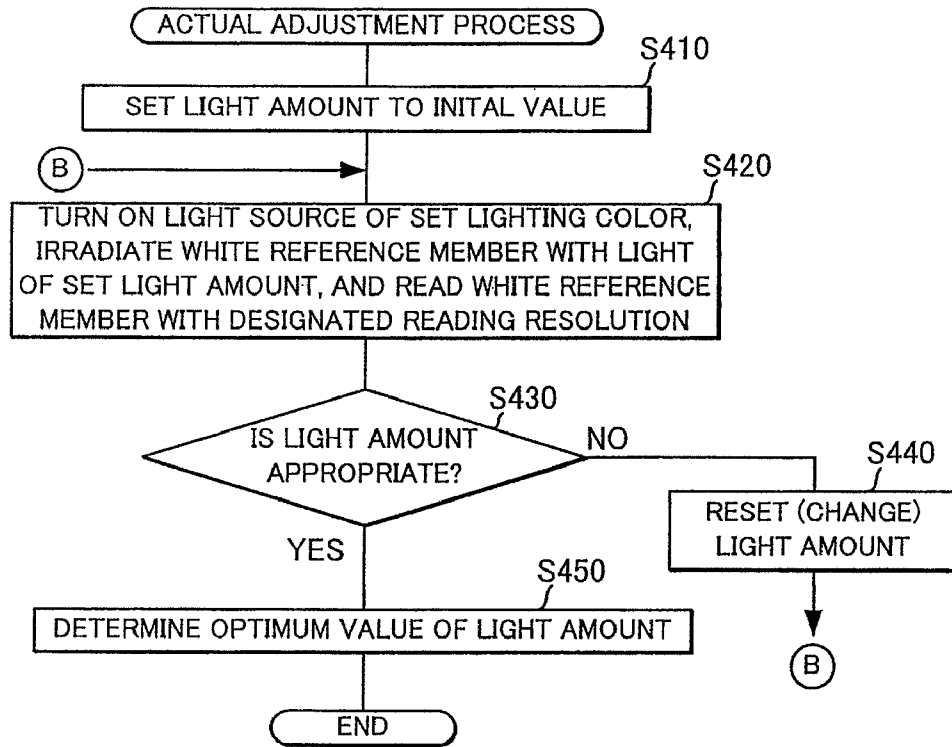 ACTUAL ADJUSTMENT PROCESS
S410
SET LIGHT AMOUNT TO INITAL VALUE
B
S420
TURN ON LIGHT SOURCE OF SET LIGHTING COLOR,
IRRADIATE WHITE REFERENCE MEMBER WITH LIGHT
OF SET LIGHT AMOUNT, AND READ WHITE REFERENCE
MEMBER WITH DESIGNATED READING RESOLUTION
S430
IS LIGHT AMOUNT
APPROPRIATE?
NO
S440
RESET (CHANGE)
LIGHT AMOUNT
B
YES
S450
DETERMINE OPTIMUM VALUE OF LIGHT AMOUNT
END